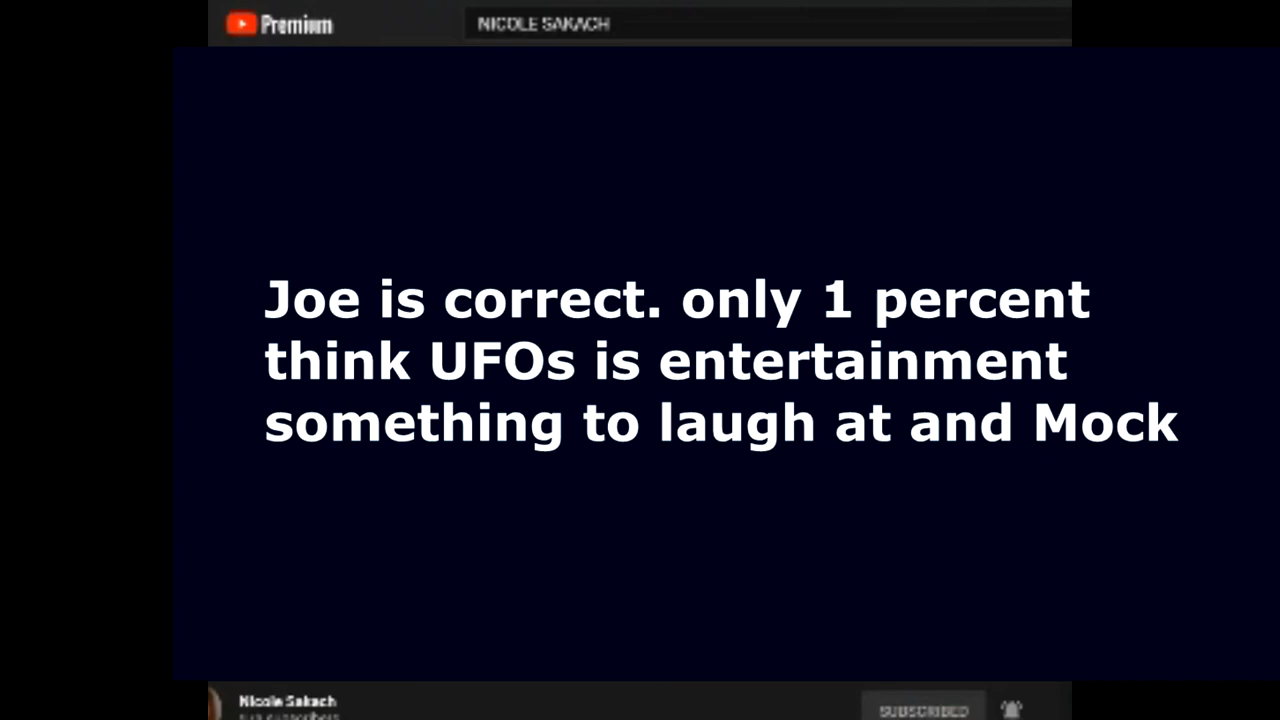 Premium NICOLE SAKACH
Joe is correct. only 1 percent
think UFOs is entertainment
something to laugh at and Mock
Nicole Sakach
SUBSCRIBED